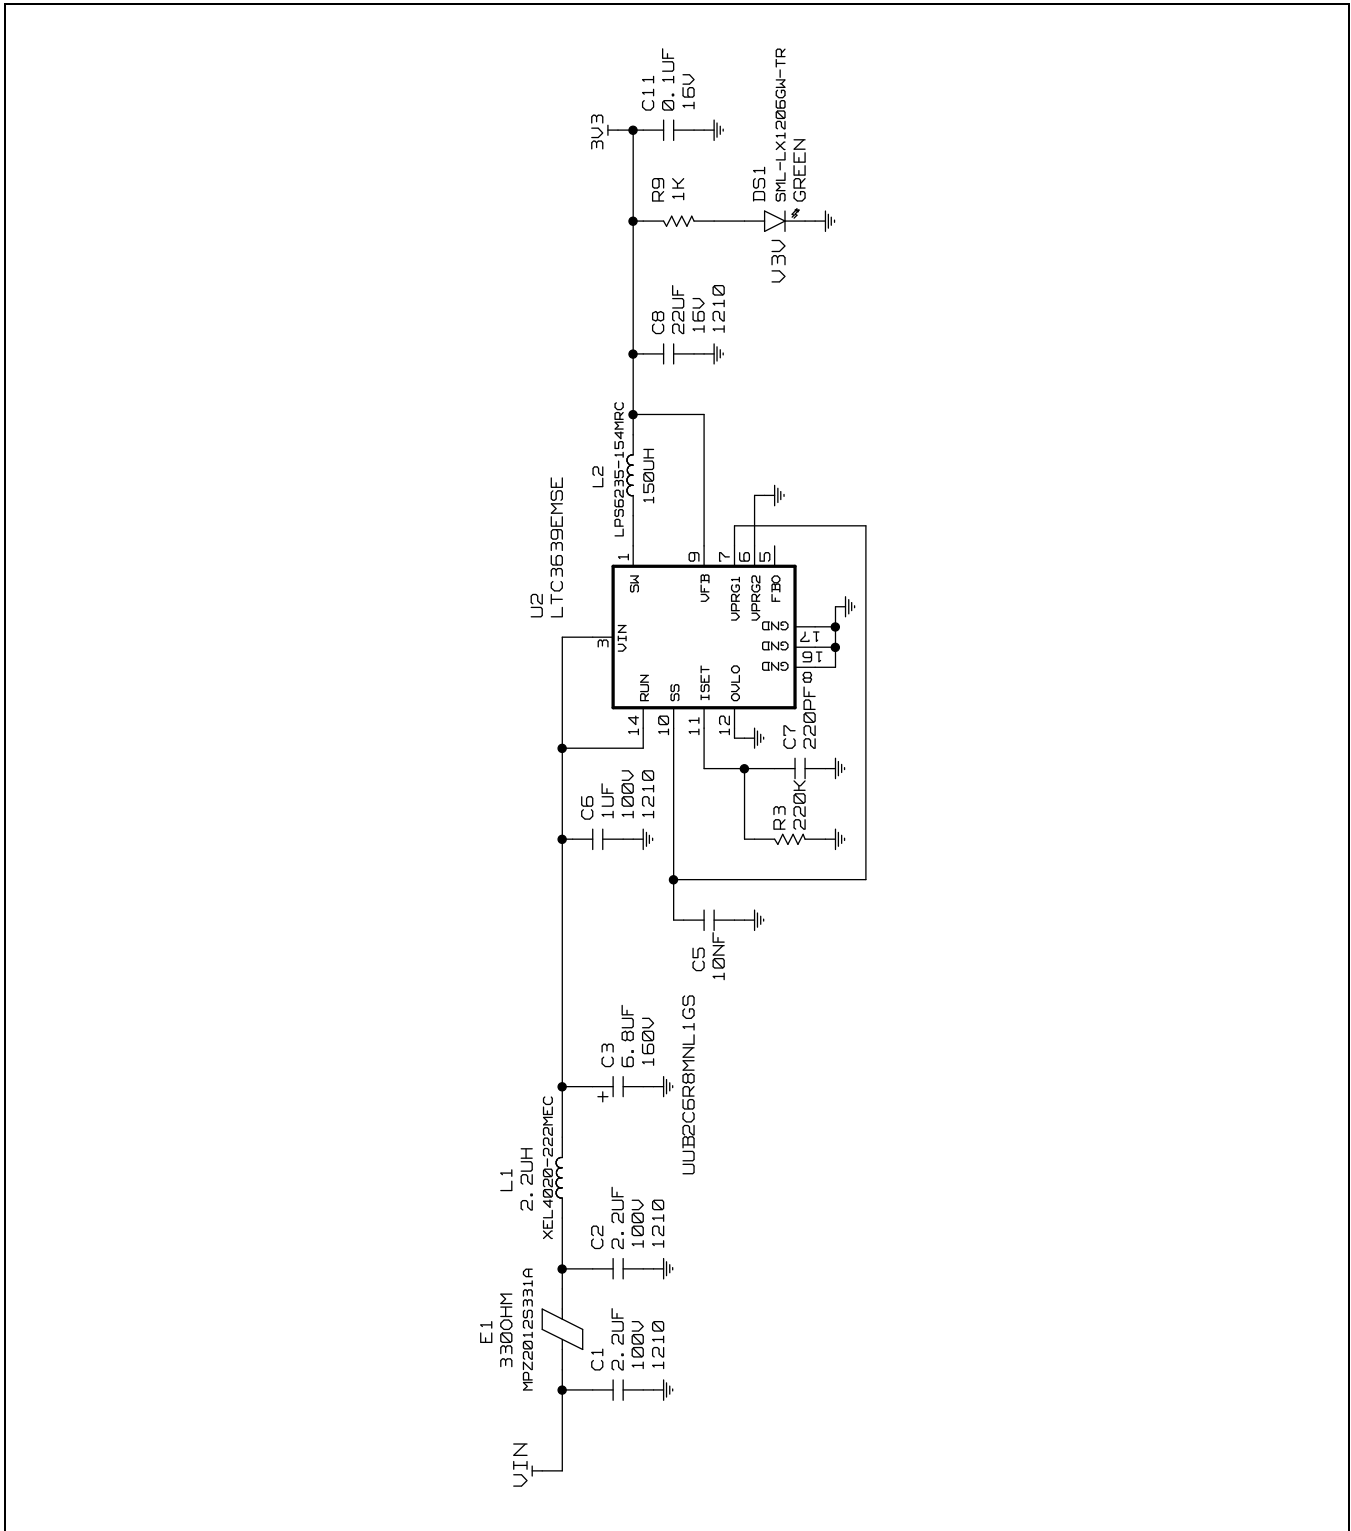 VIN
E1
330OHM
MPZ2012S331A
C1
2.2UF
100V
1210
C2
2.2UF
100V
1210
L1
2.2UH
XEL4020-222MEC
C3
6.8UF
160V
+
UUB2C6R8MNL1GS
C5
10NF
C6
1UF
100V
1210
R3
220K
C7
220PF
U2
LTC3639EMSE
3
VIN
14
RUN
10
SS
11
ISET
12
OVLO
SW
1
VFB
9
VPRG1
7
VPRG2
6
FBO
5
GND
17
GND
16
GND
8
L2
LPS6235-154MRC
150UH
C8
22UF
16V
1210
R9
1K
DS1
SML-LX1206GW-TR
GREEN
V3V
3V3
C11
0.1UF
16V